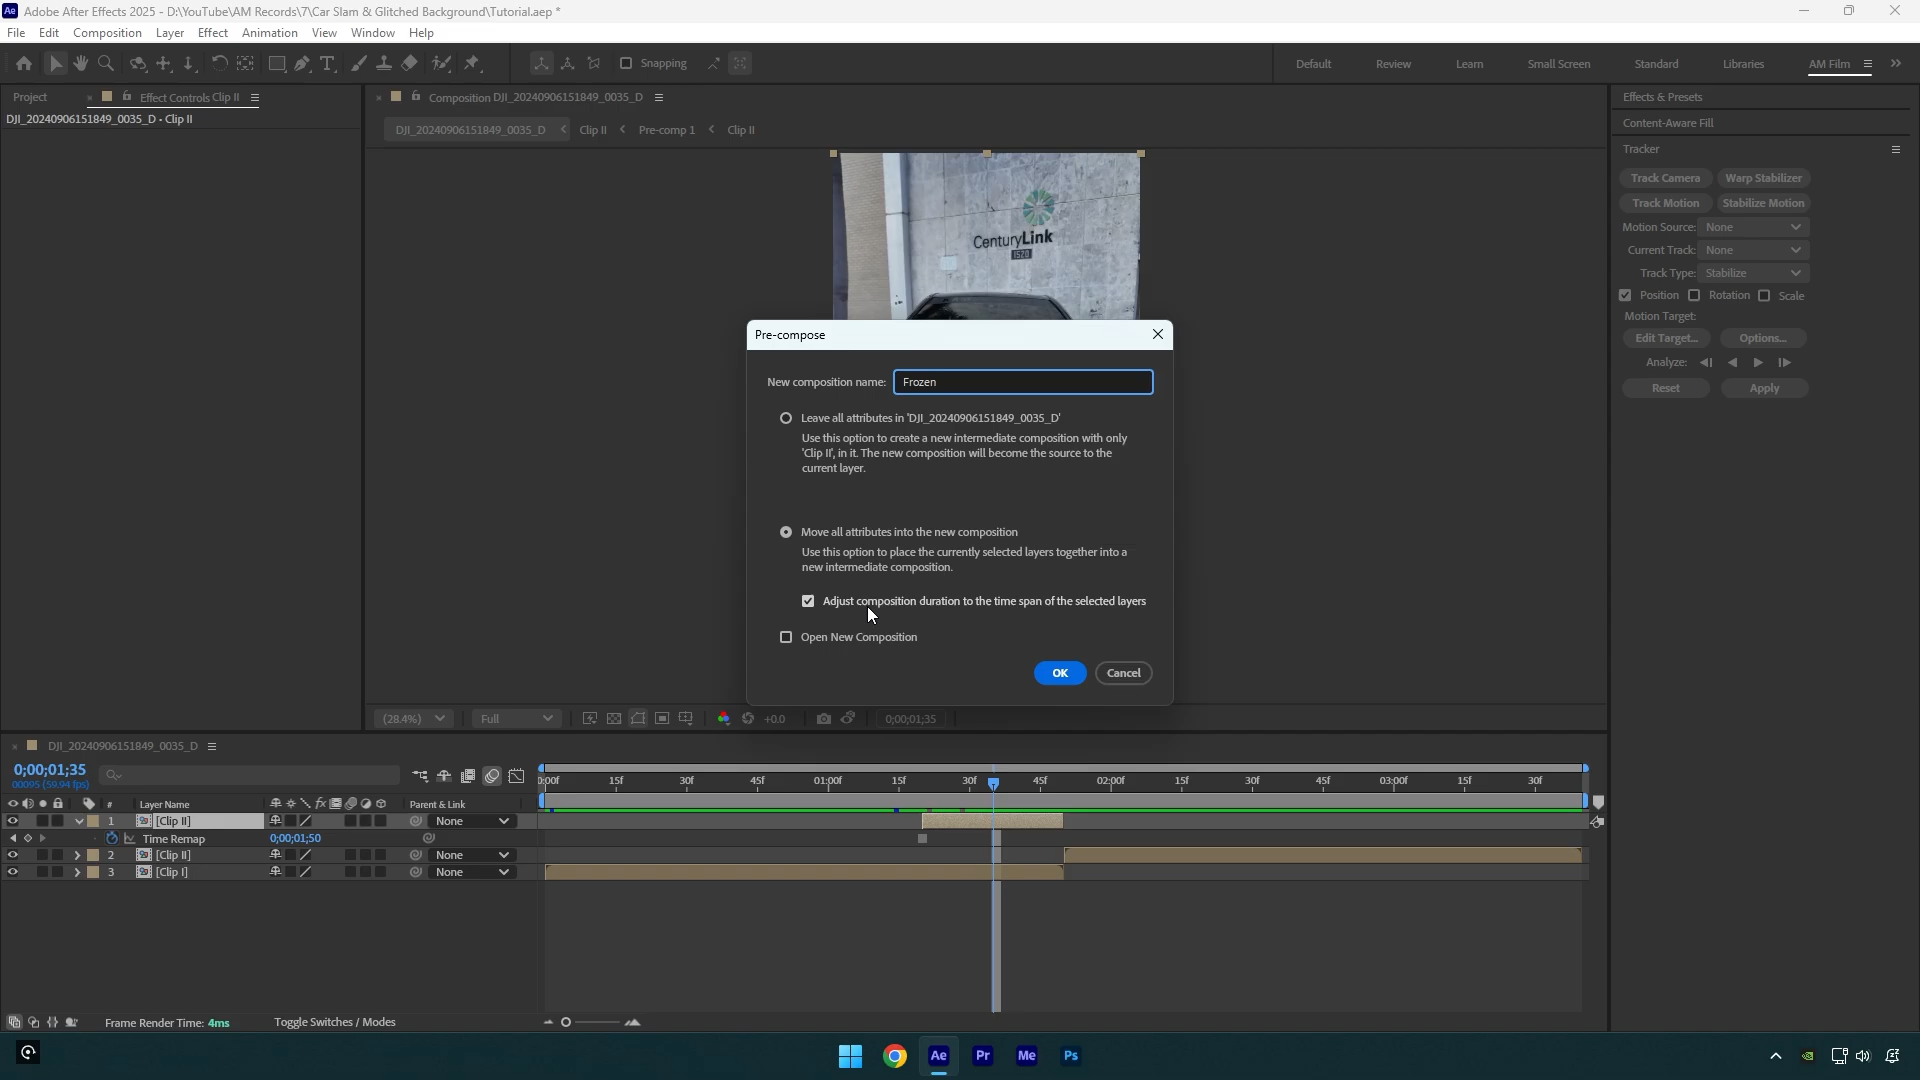 Adobe After Effects 2025 - D:\YouTube\AM Records\7\Car Slam & Glitched Background\Tutorial.aep *
File Edit Composition Layer Effect Animation View Window Help
Snapping
Default Review Learn Small Screen Standard Libraries AM Film
Project Effect Controls Clip II
DJI_20240906151849_0035_D • Clip II
Composition DJI_20240906151849_0035_D
DJI_20240906151849_0035_D Clip II Pre-comp 1 Clip II
CenturyLink
1520
Effects & Presets
Content-Aware Fill
Tracker
Track Camera Warp Stabilizer
Track Motion Stabilize Motion
Motion Source: None
Current Track: None
Track Type: Stabilize
Position Rotation Scale
Motion Target:
Edit Target... Options...
Analyze:
Reset Apply
Pre-compose
New composition name: Frozen
Leave all attributes in 'DJI_20240906151849_0035_D'
Use this option to create a new intermediate composition with only
'Clip II', in it. The new composition will become the source to the
current layer.
Move all attributes into the new composition
Use this option to place the currently selected layers together into a
new intermediate composition.
Adjust composition duration to the time span of the selected layers
Open New Composition
OK Cancel
(28.4%) Full +0.0 0;00;01;35
DJI_20240906151849_0035_D
0;00;01;35
00095 (59.94 fps)
0:00f 15f 30f 45f 01:00f 15f 30f 45f 02:00f 15f 30f 45f 03:00f 15f 30f
# Layer Name fx Parent & Link
1 [Clip II] None
Time Remap 0;00;01;50
2 [Clip II] None
3 [Clip I] None
Frame Render Time: 4ms Toggle Switches / Modes
Ae Pr Me Ps